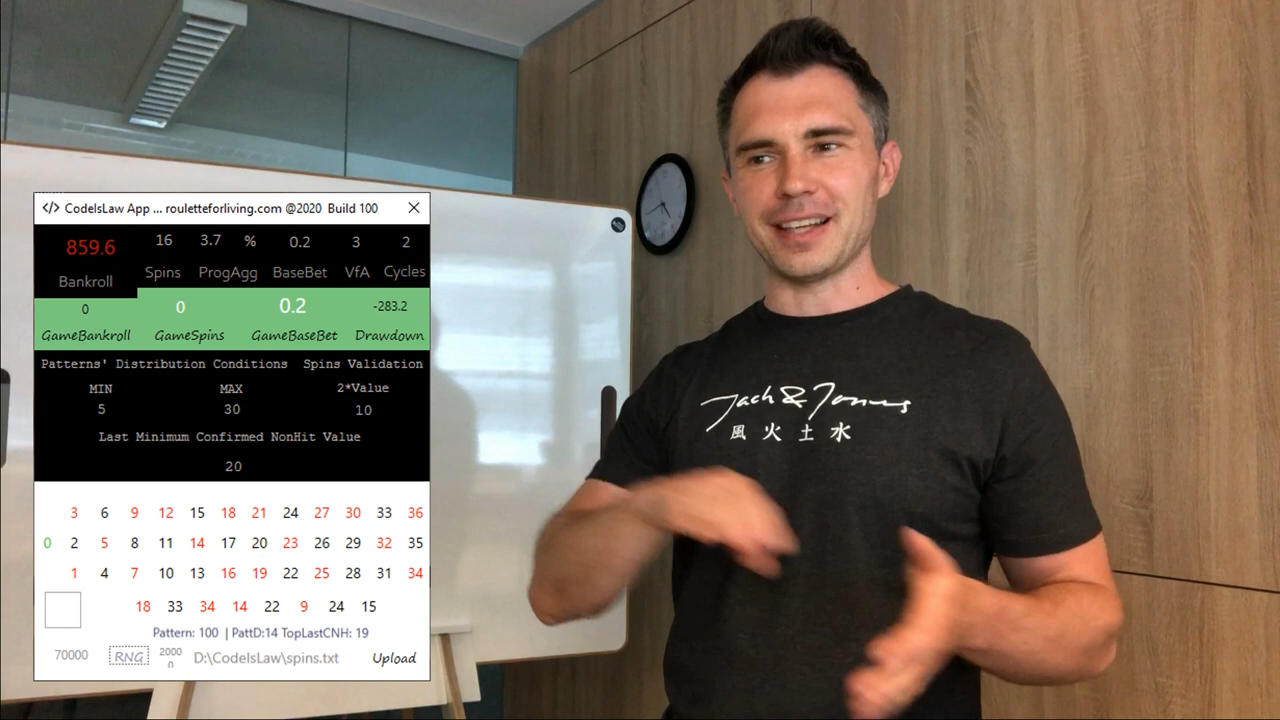 </> CodeIsLaw App ... rouletteforliving.com @2020 Build 100
859.6 16 3.7 % 0.2 3 2
Bankroll Spins ProgAgg BaseBet VfA Cycles
0 0 0.2 -283.2
GameBankroll GameSpins GameBaseBet Drawdown
Patterns' Distribution Conditions Spins Validation
MIN MAX 2*Value
5 30 10
Last Minimum Confirmed NonHit Value
20
3 6 9 12 15 18 21 24 27 30 33 36
0 2 5 8 11 14 17 20 23 26 29 32 35
1 4 7 10 13 16 19 22 25 28 31 34
18 33 34 14 22 9 24 15
Pattern: 100 | PattD:14 TopLastCNH: 19
70000 RNG 2000
0
D:\CodeIsLaw\spins.txt Upload
Jack & Jones
風 火 土 水